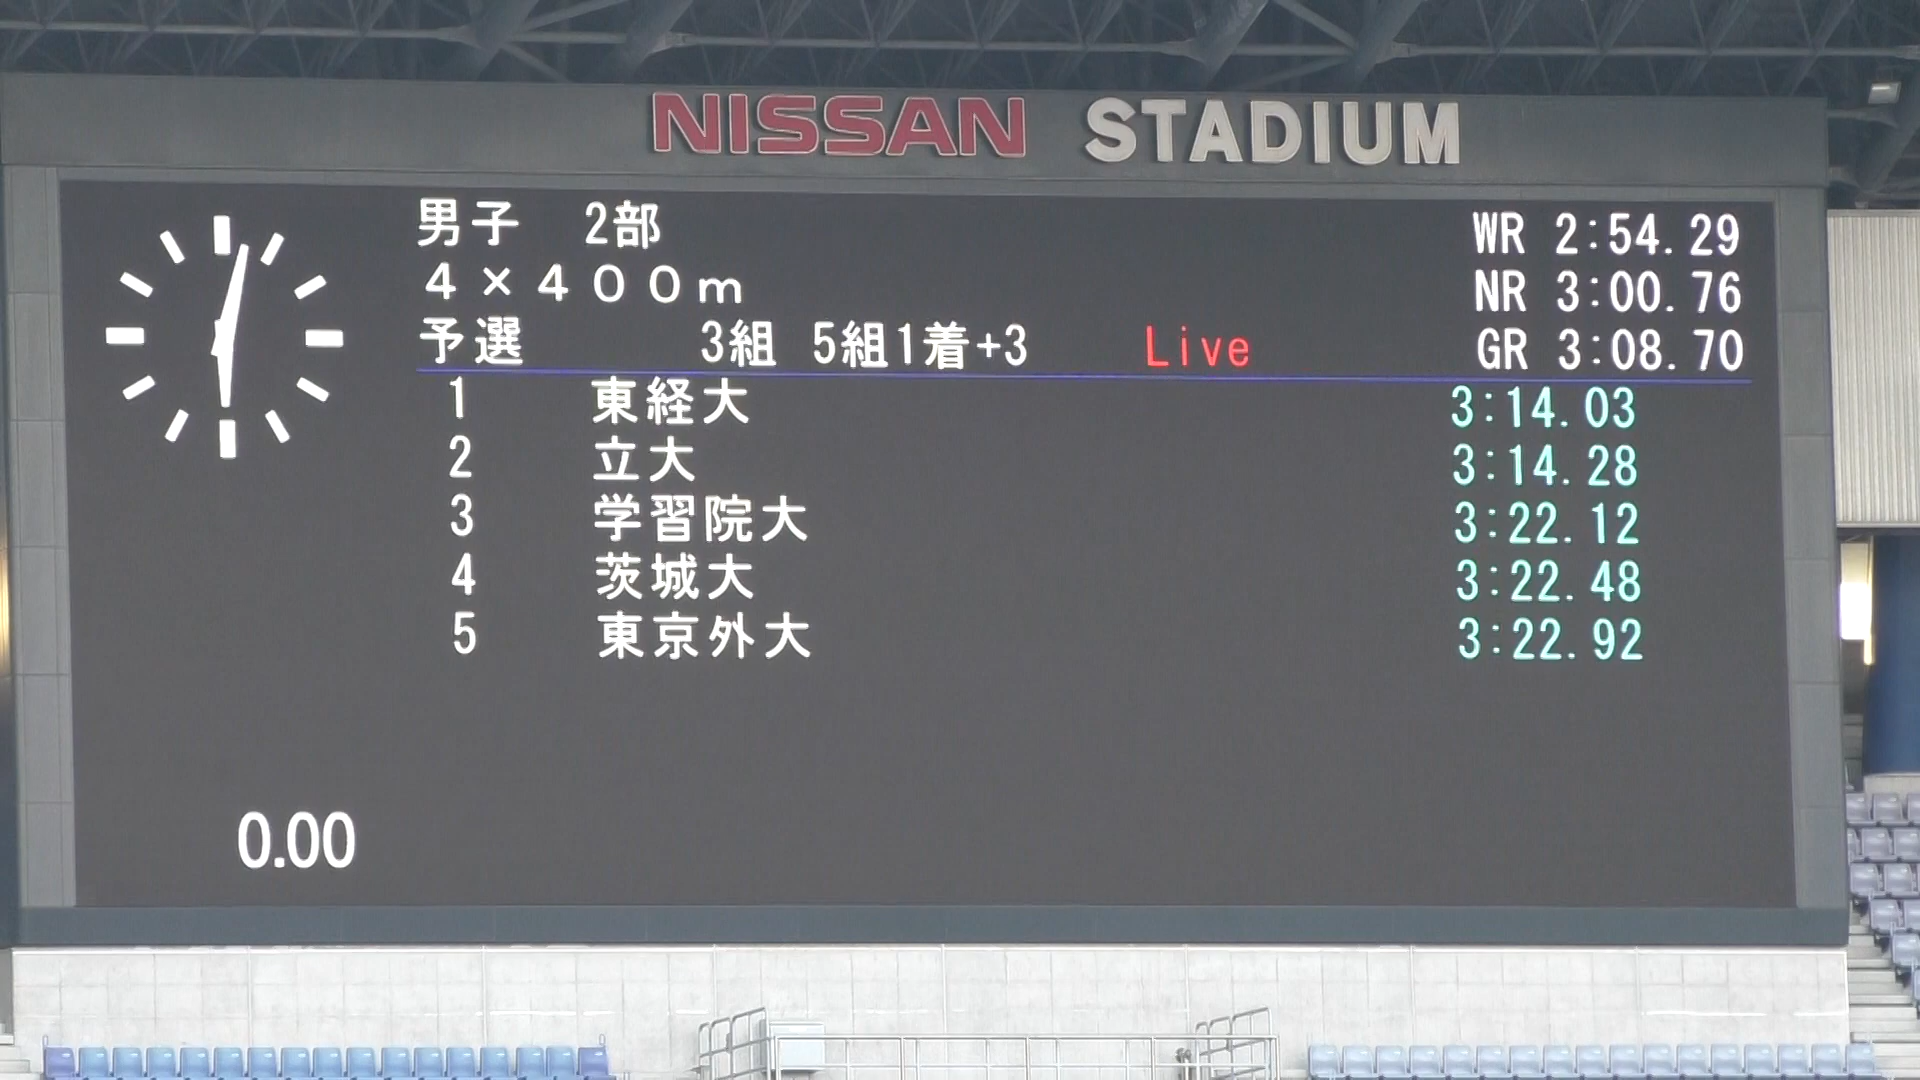 NISSAN STADIUM
男子 2部 WR 2:54.29
4×400m NR 3:00.76
予選 3組 5組1着+3 Live GR 3:08.70
1 東経大 3:14.03
2 立大 3:14.28
3 学習院大 3:22.12
4 茨城大 3:22.48
5 東京外大 3:22.92
0.00